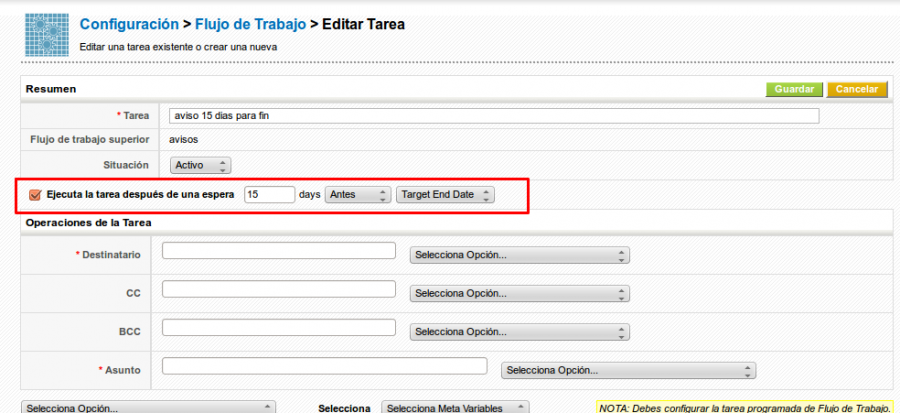 Configuración > Flujo de Trabajo > Editar Tarea
Editar una tarea existente o crear una nueva
Resumen Guardar Cancelar
* Tarea aviso 15 dias para fin
Flujo de trabajo superior avisos
Situación Activo
Ejecuta la tarea después de una espera 15 days Antes Target End Date
Operaciones de la Tarea
* Destinatario Selecciona Opción...
CC Selecciona Opción...
BCC Selecciona Opción...
* Asunto Selecciona Opción...
Selecciona Opción... Selecciona Selecciona Meta Variables NOTA: Debes configurar la tarea programada de Flujo de Trabajo.